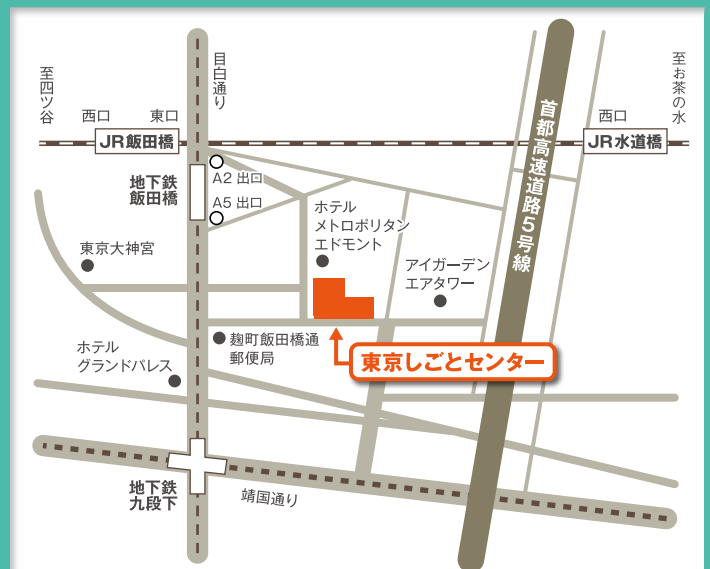 至四ツ谷
目白通り
至お茶の水
西口
東口
西口
JR飯田橋
JR水道橋
首都高速道路5号線
地下鉄
飯田橋
A2 出口
A5 出口
ホテル
メトロポリタン
エドモント
東京大神宮
アイガーデン
エアタワー
麹町飯田橋通
郵便局
ホテル
グランドパレス
東京しごとセンター
地下鉄
九段下
靖国通り